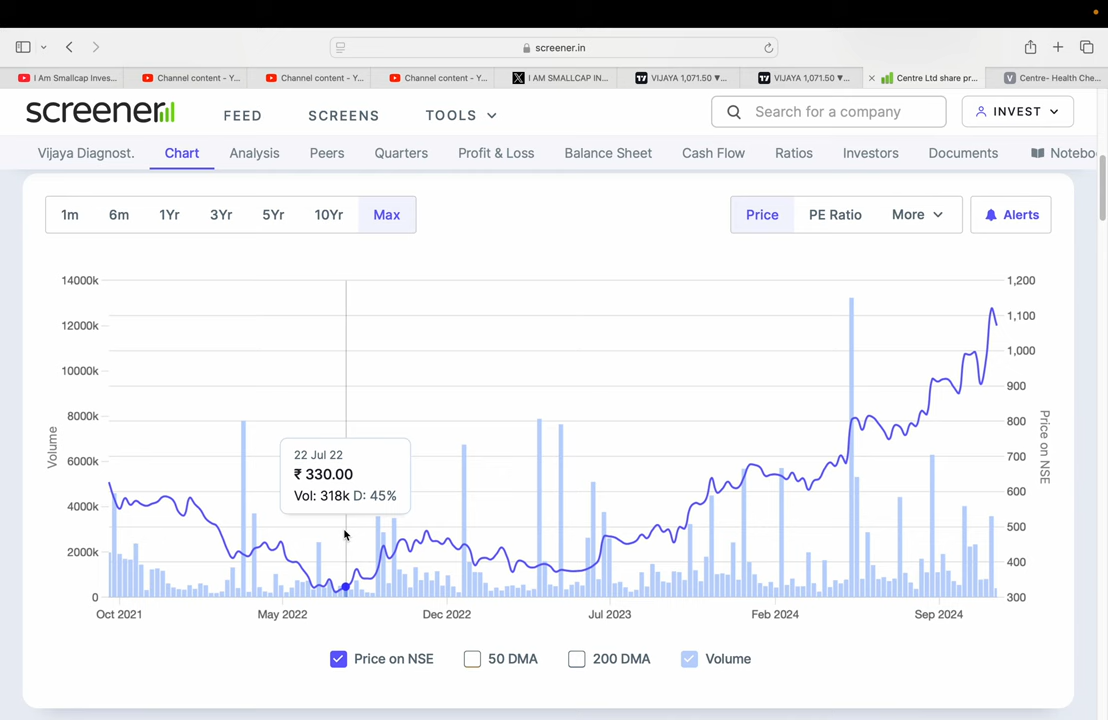 screener.in
I Am Smallcap Inves...
Channel content - Y...
Channel content - Y...
Channel content - Y...
I AM SMALLCAP IN...
VIJAYA 1,071.50 ▼...
VIJAYA 1,071.50 ▼...
Centre Ltd share pr...
Centre- Health Che...
screener
FEED
SCREENS
TOOLS
Search for a company
INVEST
Vijaya Diagnost.
Chart
Analysis
Peers
Quarters
Profit & Loss
Balance Sheet
Cash Flow
Ratios
Investors
Documents
Notebo
1m
6m
1Yr
3Yr
5Yr
10Yr
Max
Price
PE Ratio
More
Alerts
14000k
12000k
10000k
8000k
6000k
4000k
2000k
0
Volume
22 Jul 22
₹ 330.00
Vol: 318k D: 45%
1,200
1,100
1,000
900
800
700
600
500
400
300
Price on NSE
Oct 2021
May 2022
Dec 2022
Jul 2023
Feb 2024
Sep 2024
Price on NSE
50 DMA
200 DMA
Volume